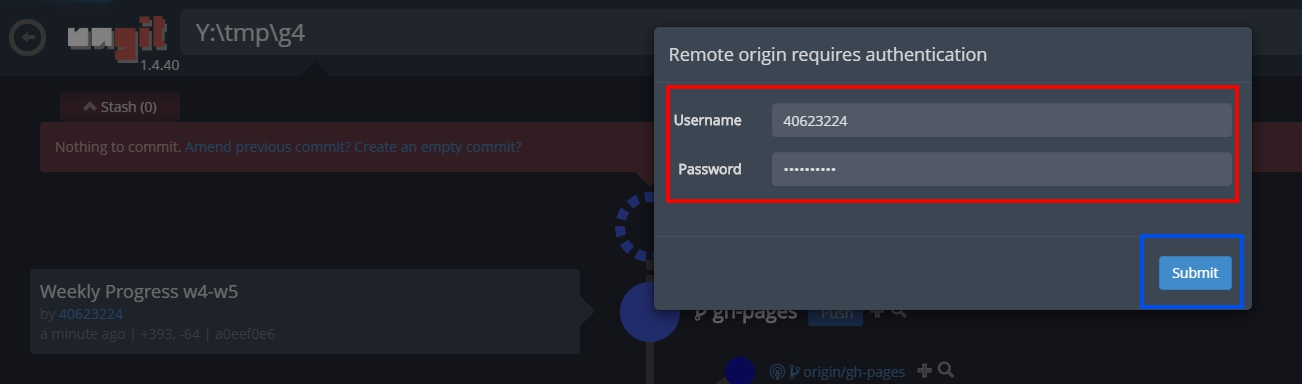 ungit
1.4.40
Y:\tmp\g4
Stash (0)
Nothing to commit. Amend previous commit? Create an empty commit?
Weekly Progress w4-w5
by 40623224
a minute ago | +393, -64 | a0eef0e6
Remote origin requires authentication
Username 40623224
Password ••••••••••
Submit
gh-pages Push
origin/gh-pages